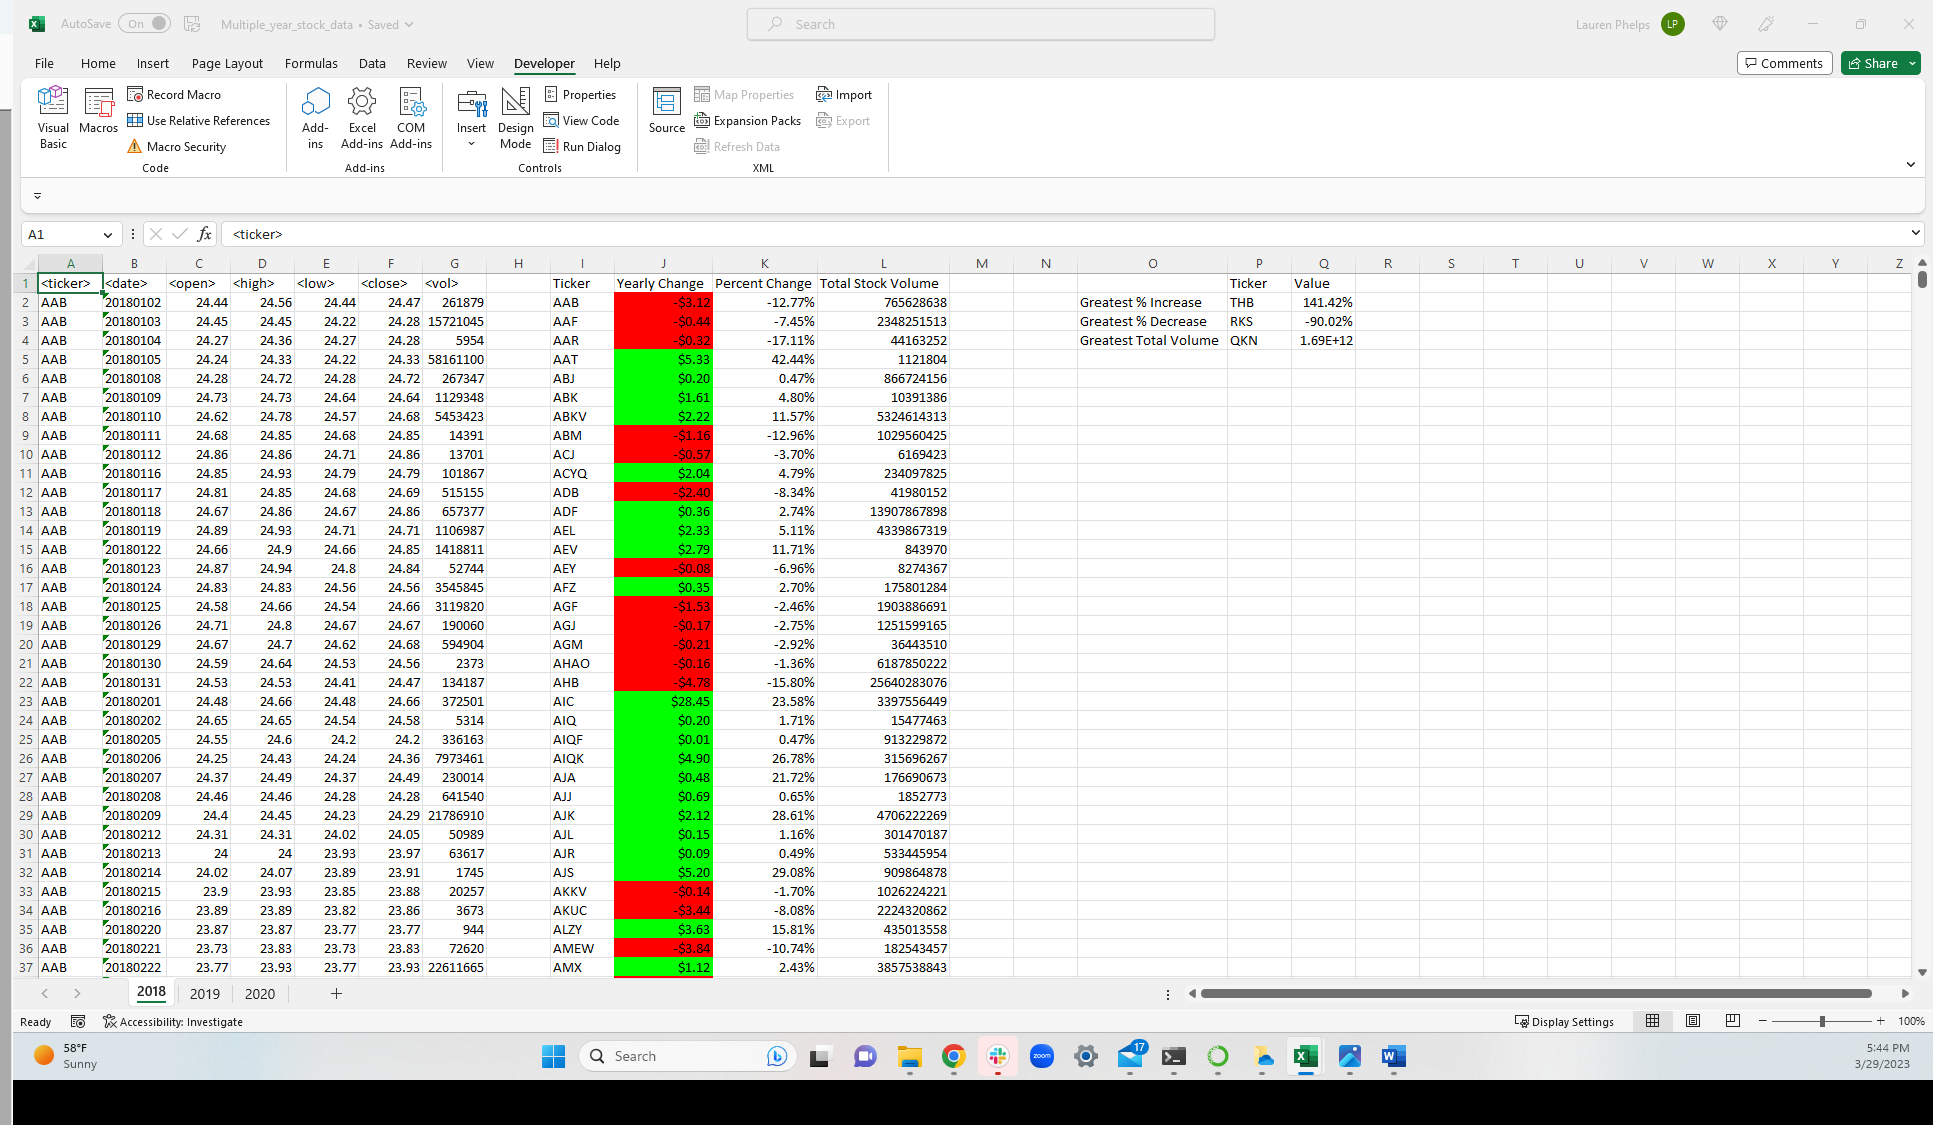 AutoSave On Multiple_year_stock_data • Saved Search Lauren Phelps LP
File Home Insert Page Layout Formulas Data Review View Developer Help Comments Share
Visual Basic Macros Record Macro Use Relative References Macro Security Code
Add-ins Excel Add-ins COM Add-ins Add-ins
Insert Design Mode Properties View Code Run Dialog Controls
Source Map Properties Expansion Packs Refresh Data Import Export XML
A1 fx <ticker>
A B C D E F G H I J K L M N O P Q R S T U V W X Y Z
1 <ticker> <date> <open> <high> <low> <close> <vol> Ticker Yearly Change Percent Change Total Stock Volume Ticker Value
2 AAB 20180102 24.44 24.56 24.44 24.47 261879 AAB -$3.12 -12.77% 765628638 Greatest % Increase THB 141.42%
3 AAB 20180103 24.45 24.45 24.22 24.28 15721045 AAF -$0.44 -7.45% 2348251513 Greatest % Decrease RKS -90.02%
4 AAB 20180104 24.27 24.36 24.27 24.28 5954 AAR -$0.32 -17.11% 44163252 Greatest Total Volume QKN 1.69E+12
5 AAB 20180105 24.24 24.33 24.22 24.33 58161100 AAT $5.33 42.44% 1121804
6 AAB 20180108 24.28 24.72 24.28 24.72 267347 ABJ $0.20 0.47% 866724156
7 AAB 20180109 24.73 24.73 24.64 24.64 1129348 ABK $1.61 4.80% 10391386
8 AAB 20180110 24.62 24.78 24.57 24.68 5453423 ABKV $2.22 11.57% 5324614313
9 AAB 20180111 24.68 24.85 24.68 24.85 14391 ABM -$1.16 -12.96% 1029560425
10 AAB 20180112 24.86 24.86 24.71 24.86 13701 ACJ -$0.57 -3.70% 6169423
11 AAB 20180116 24.85 24.93 24.79 24.79 101867 ACYQ $2.04 4.79% 234097825
12 AAB 20180117 24.81 24.85 24.68 24.69 515155 ADB -$2.40 -8.34% 41980152
13 AAB 20180118 24.67 24.86 24.67 24.86 657377 ADF $0.36 2.74% 13907867898
14 AAB 20180119 24.89 24.93 24.71 24.71 1106987 AEL $2.33 5.11% 4339867319
15 AAB 20180122 24.66 24.9 24.66 24.85 1418811 AEV $2.79 11.71% 843970
16 AAB 20180123 24.87 24.94 24.8 24.84 52744 AEY -$0.08 -6.96% 8274367
17 AAB 20180124 24.83 24.83 24.56 24.56 3545845 AFZ $0.35 2.70% 175801284
18 AAB 20180125 24.58 24.66 24.54 24.66 3119820 AGF -$1.53 -2.46% 1903886691
19 AAB 20180126 24.71 24.8 24.67 24.67 190060 AGJ -$0.17 -2.75% 1251599165
20 AAB 20180129 24.67 24.7 24.62 24.68 594904 AGM -$0.21 -2.92% 36443510
21 AAB 20180130 24.59 24.64 24.53 24.56 2373 AHAO -$0.16 -1.36% 6187850222
22 AAB 20180131 24.53 24.53 24.41 24.47 134187 AHB -$4.78 -15.80% 25640283076
23 AAB 20180201 24.48 24.66 24.48 24.66 372501 AIC $28.45 23.58% 3397556449
24 AAB 20180202 24.65 24.65 24.54 24.58 5314 AIQ $0.20 1.71% 15477463
25 AAB 20180205 24.55 24.6 24.2 24.2 336163 AIQF $0.01 0.47% 913229872
26 AAB 20180206 24.25 24.43 24.24 24.36 7973461 AIQK $4.90 26.78% 315696267
27 AAB 20180207 24.37 24.49 24.37 24.49 230014 AJA $0.48 21.72% 176690673
28 AAB 20180208 24.46 24.46 24.28 24.28 641540 AJJ $0.69 0.65% 1852773
29 AAB 20180209 24.4 24.45 24.23 24.29 21786910 AJK $2.12 28.61% 4706222269
30 AAB 20180212 24.31 24.31 24.02 24.05 50989 AJL $0.15 1.16% 301470187
31 AAB 20180213 24 24 23.93 23.97 63617 AJR $0.09 0.49% 533445954
32 AAB 20180214 24.02 24.07 23.89 23.91 1745 AJS $5.20 29.08% 909864878
33 AAB 20180215 23.9 23.93 23.85 23.88 20257 AKKV -$0.14 -1.70% 1026224221
34 AAB 20180216 23.89 23.89 23.82 23.86 3673 AKUC -$3.44 -8.08% 2224320862
35 AAB 20180220 23.87 23.87 23.77 23.77 944 ALZY $3.63 15.81% 435013558
36 AAB 20180221 23.73 23.83 23.73 23.83 72620 AMEW -$3.84 -10.74% 182543457
37 AAB 20180222 23.77 23.93 23.77 23.93 22611665 AMX $1.12 2.43% 3857538843
2018 2019 2020
Ready Accessibility: Investigate Display Settings 100%
58°F
Sunny
Search zoom 17
5:44 PM
3/29/2023